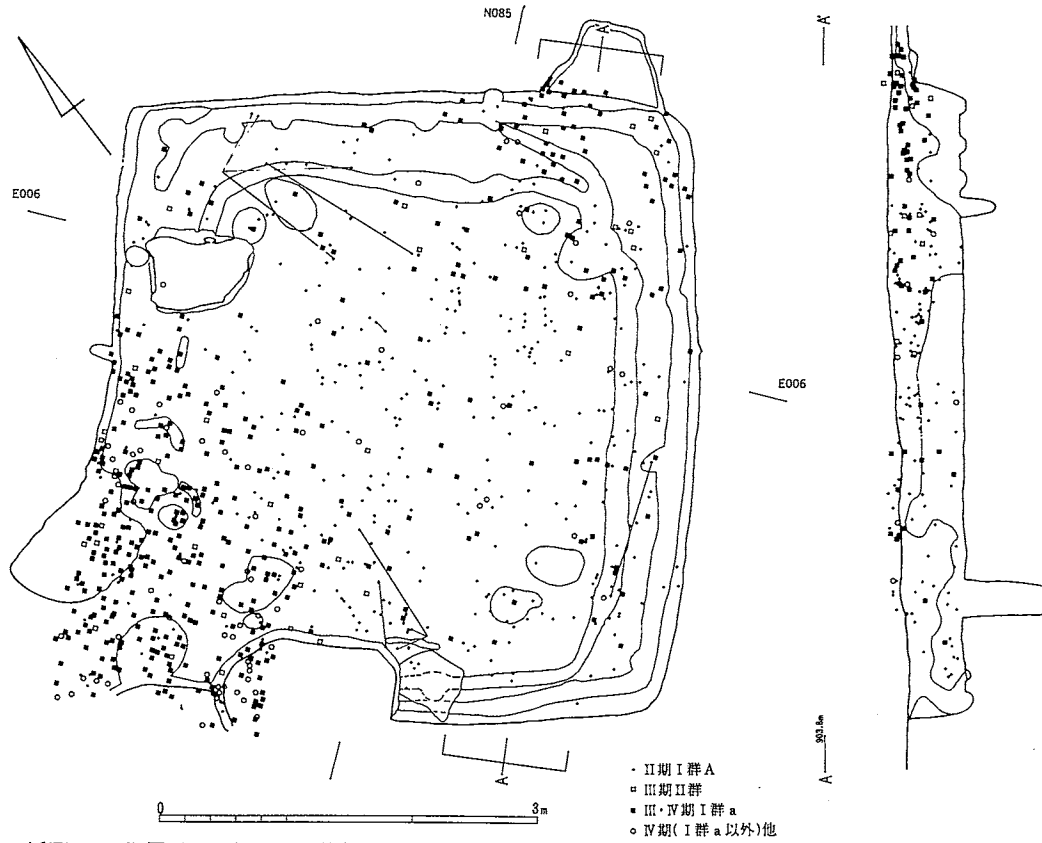 N085
A'
A'
E006
E006
903.8m
A
A
・ II期I群A
□ III期II群
■ III・IV期I群a
○ IV期(I群a以外)他
0
3m